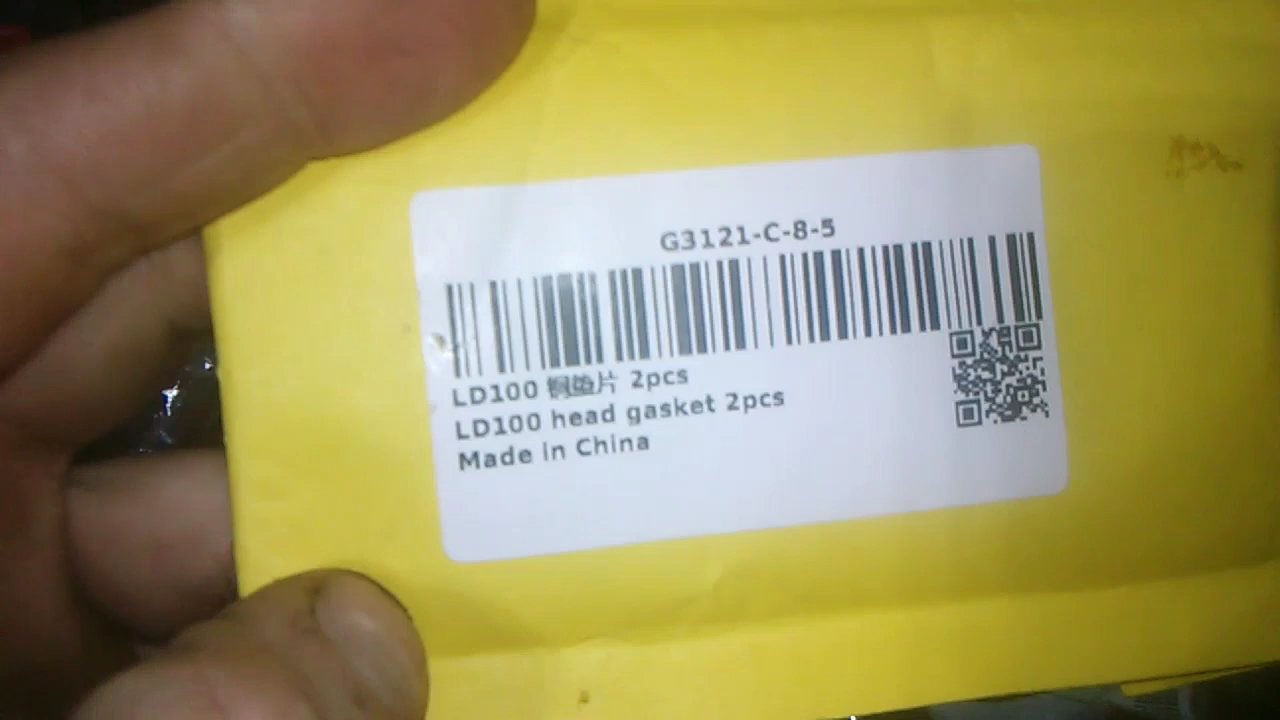 G3121-C-8-5
LD100 铜垫片 2pcs
LD100 head gasket 2pcs
Made in China